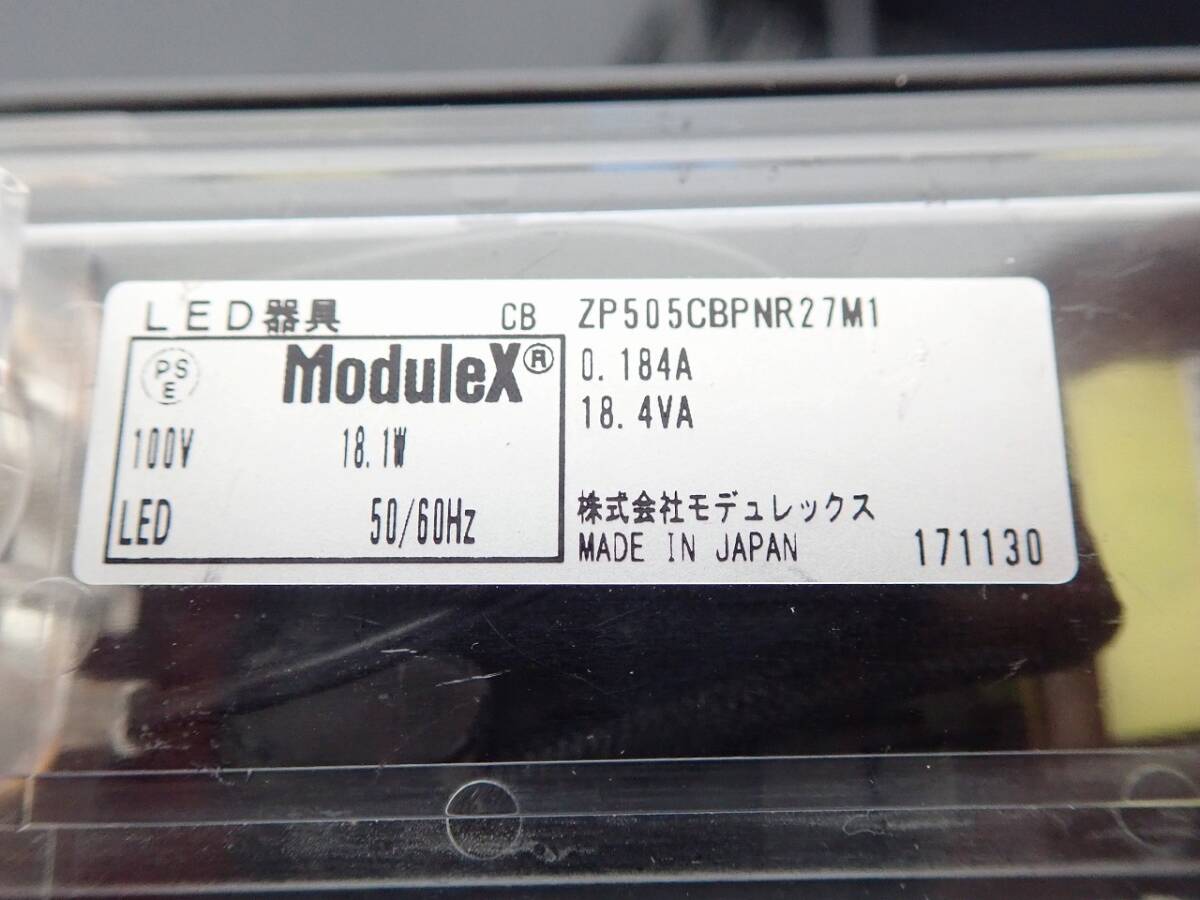 LED器具 CB ZP505CBPNR27M1
PSE ModuleX® 0.184A
18.4VA
100V 18.1W
LED 50/60Hz
株式会社モデュレックス
MADE IN JAPAN 171130